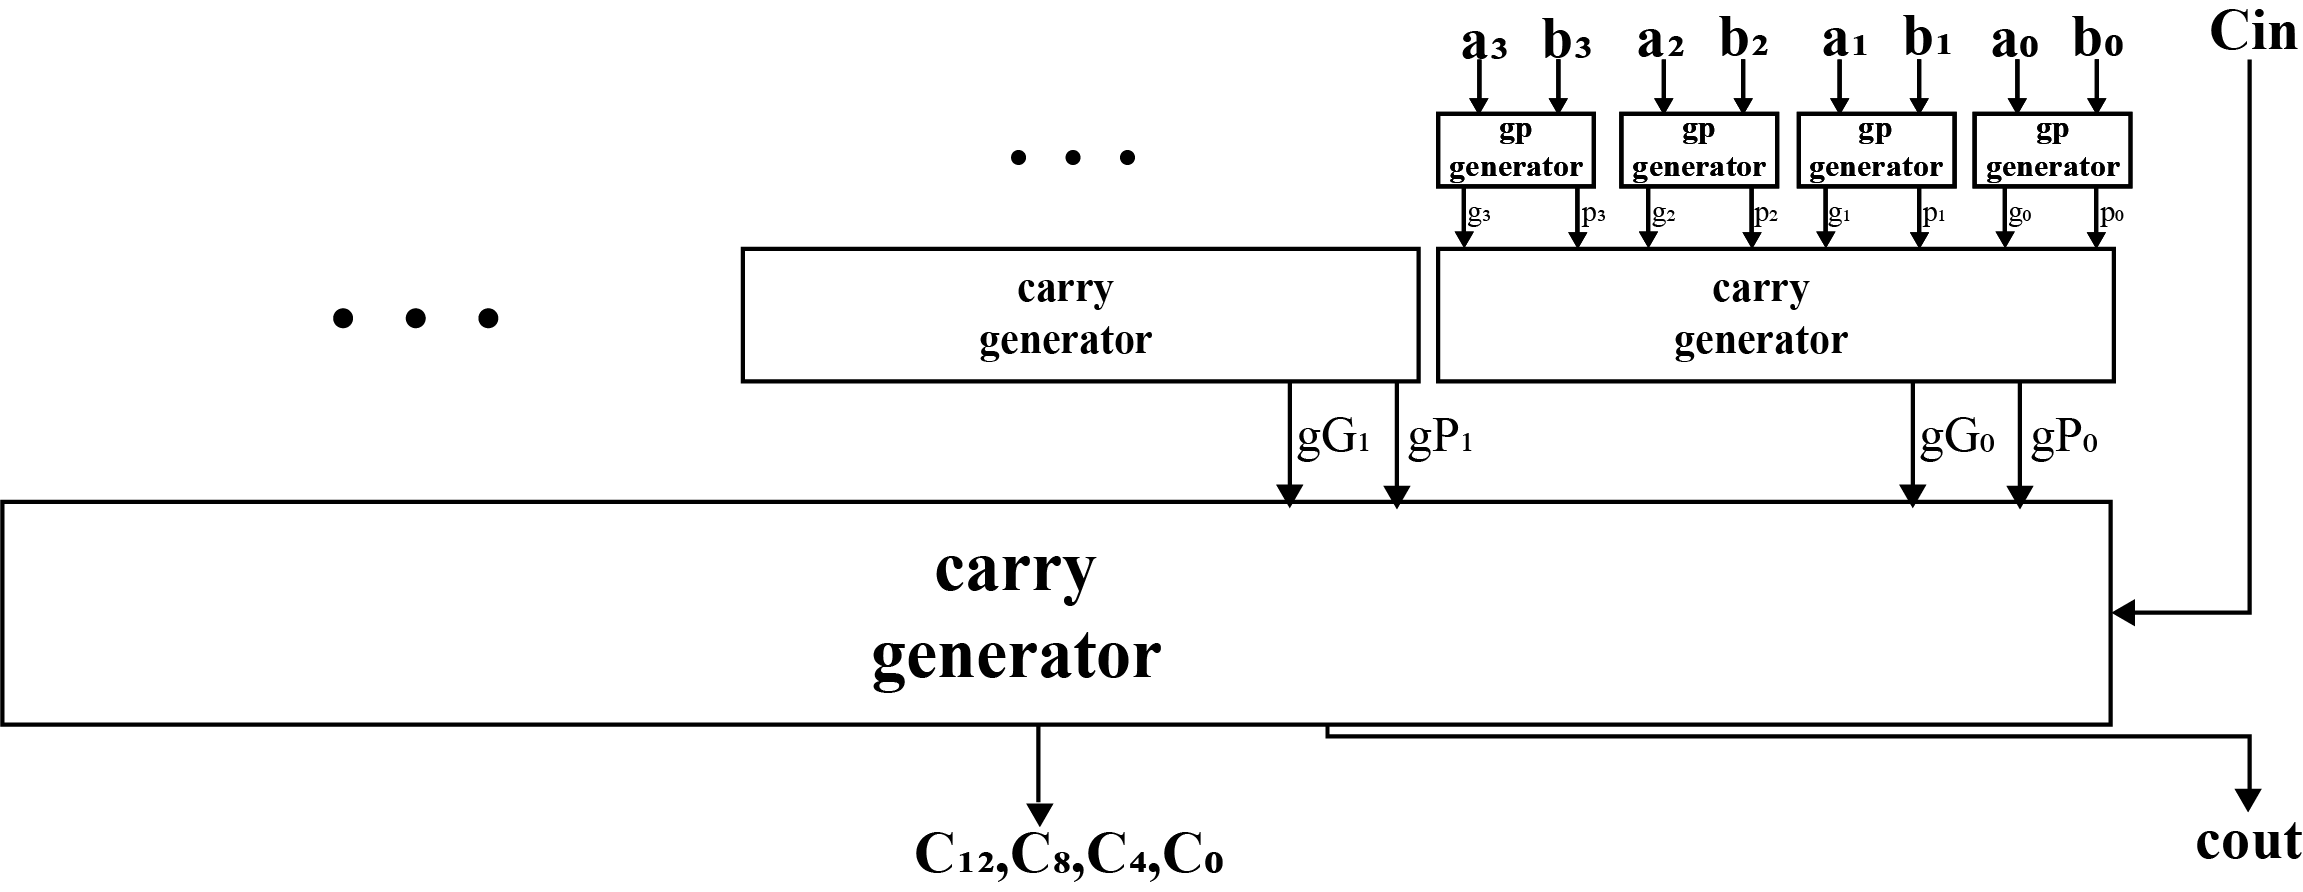 a₃ b₃ a₂ b₂ a₁ b₁ a₀ b₀ Cin
gp gp gp gp
generator generator generator generator
g₃ p₃ g₂ p₂ g₁ p₁ g₀ p₀
carry carry
generator generator
gG₁ gP₁ gG₀ gP₀
carry
generator
C₁₂,C₈,C₄,C₀ cout